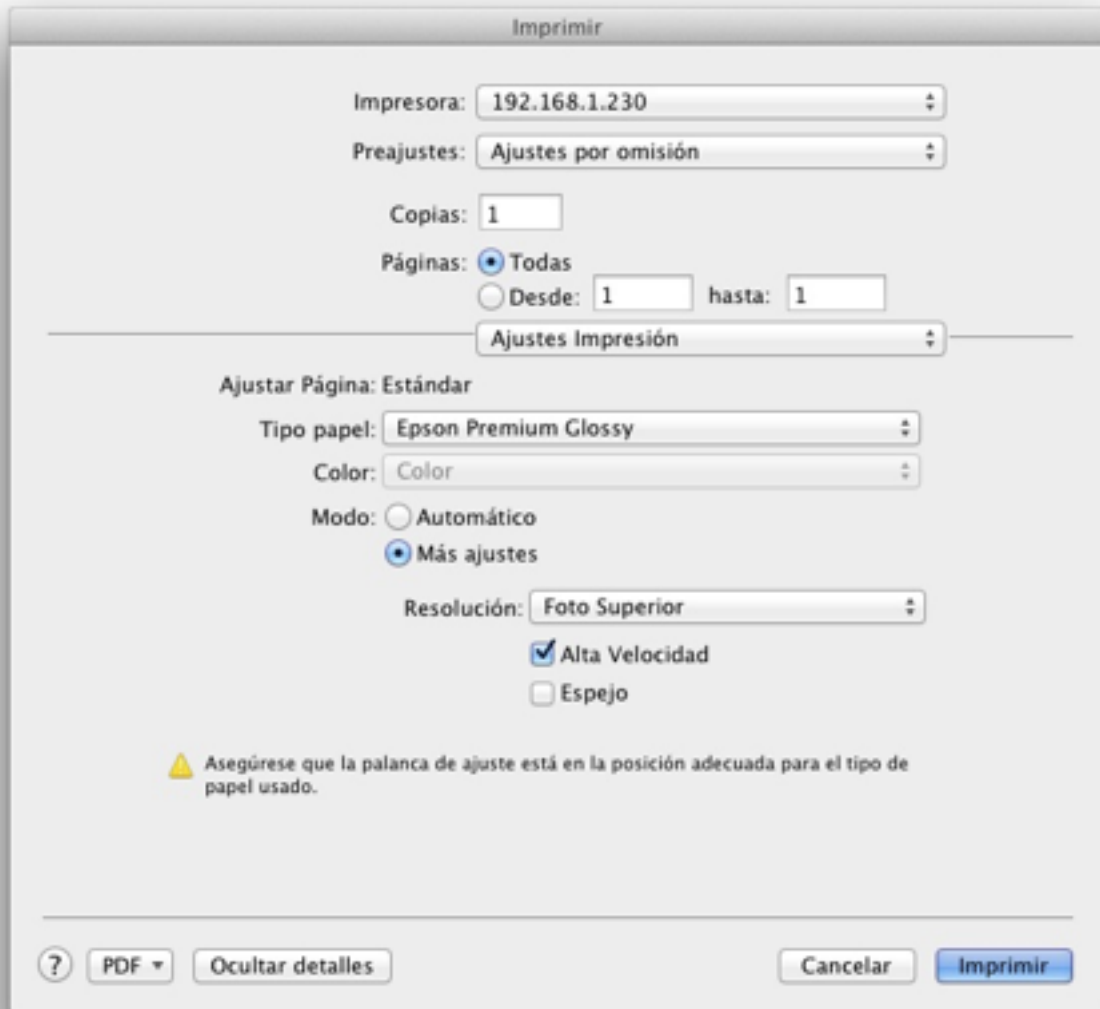 Imprimir
Impresora: 192.168.1.230
Preajustes: Ajustes por omisión
Copias: 1
Páginas: Todas
Desde: 1 hasta: 1
Ajustes Impresión
Ajustar Página: Estándar
Tipo papel: Epson Premium Glossy
Color: Color
Modo: Automático
Más ajustes
Resolución: Foto Superior
Alta Velocidad
Espejo
Asegúrese que la palanca de ajuste está en la posición adecuada para el tipo de
papel usado.
? PDF Ocultar detalles Cancelar Imprimir